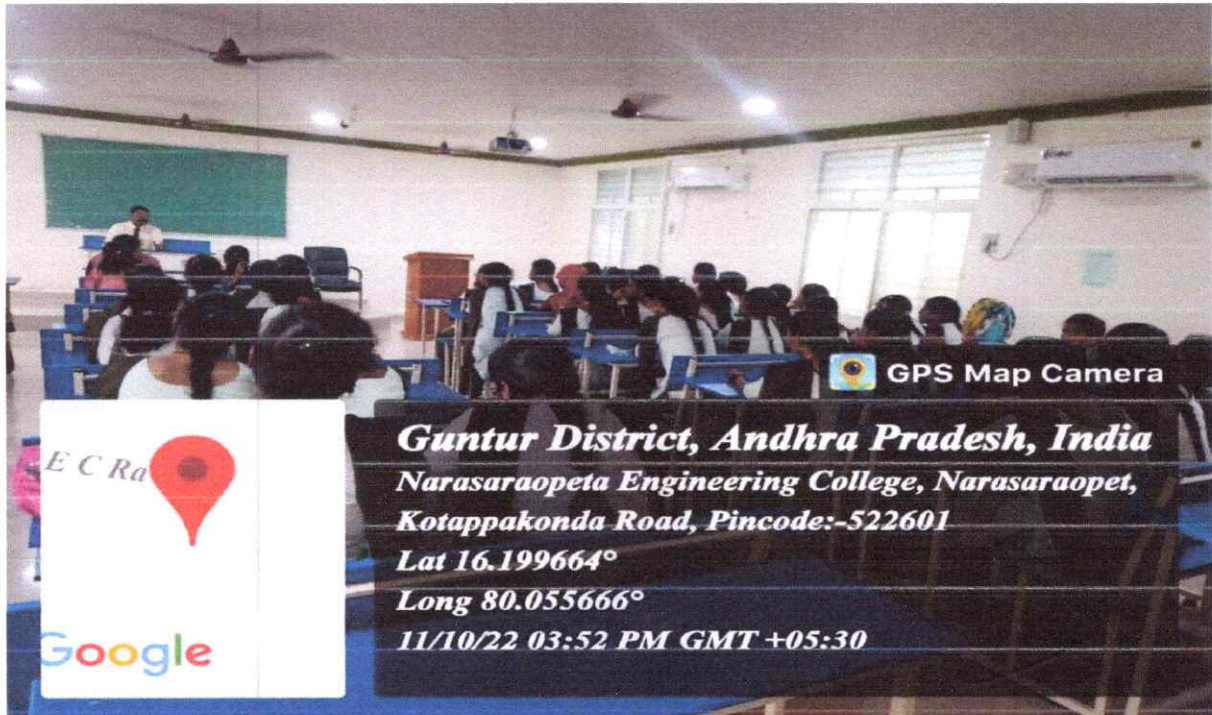 GPS Map Camera
Guntur District, Andhra Pradesh, India
Narasaraopeta Engineering College, Narasaraopet,
Kotappakonda Road, Pincode:-522601
Lat 16.199664°
Long 80.055666°
11/10/22 03:52 PM GMT +05:30
E C Ra
Google